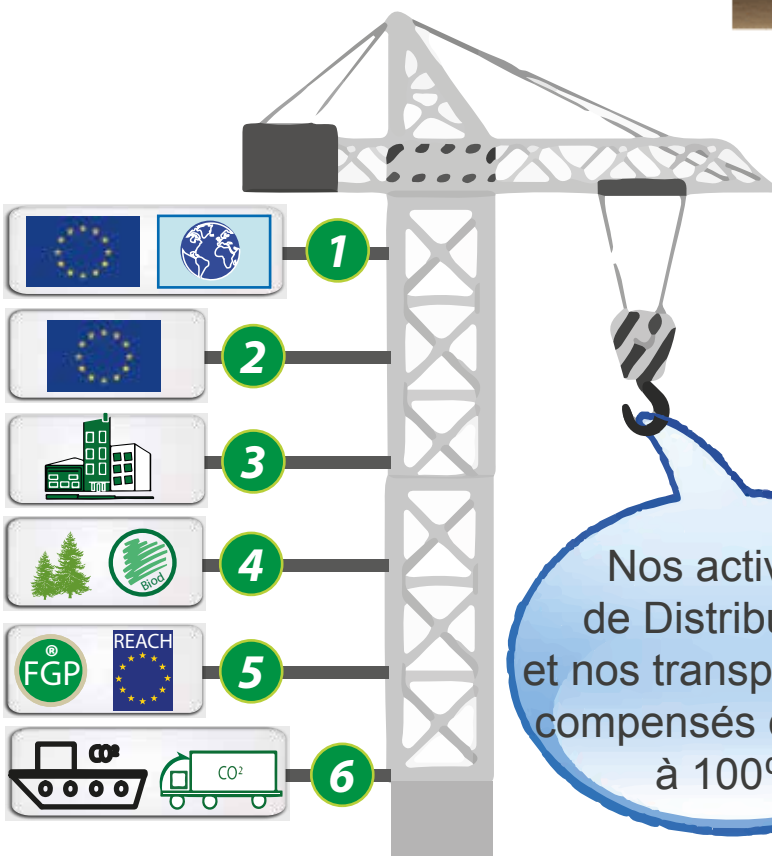 1
2
3
Biod
4
® FGP
REACH
5
CO²
CO²
6
Nos activ
de Distribu
et nos transp
compensés
à 100%